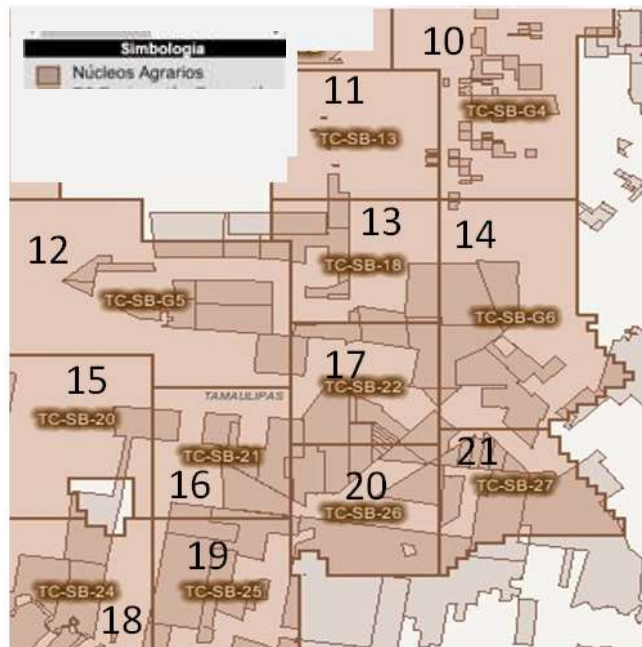 Simbología
Núcleos Agrarios
10
11
TC-SB-G4
TC-SB-13
12
13
14
TC-SB-18
TC-SB-G5
TC-SB-G6
15
17
TC-SB-22
TAMAULIPAS
TC-SB-20
16
TC-SB-21
20
21
TC-SB-27
TC-SB-26
19
TC-SB-24
TC-SB-25
18